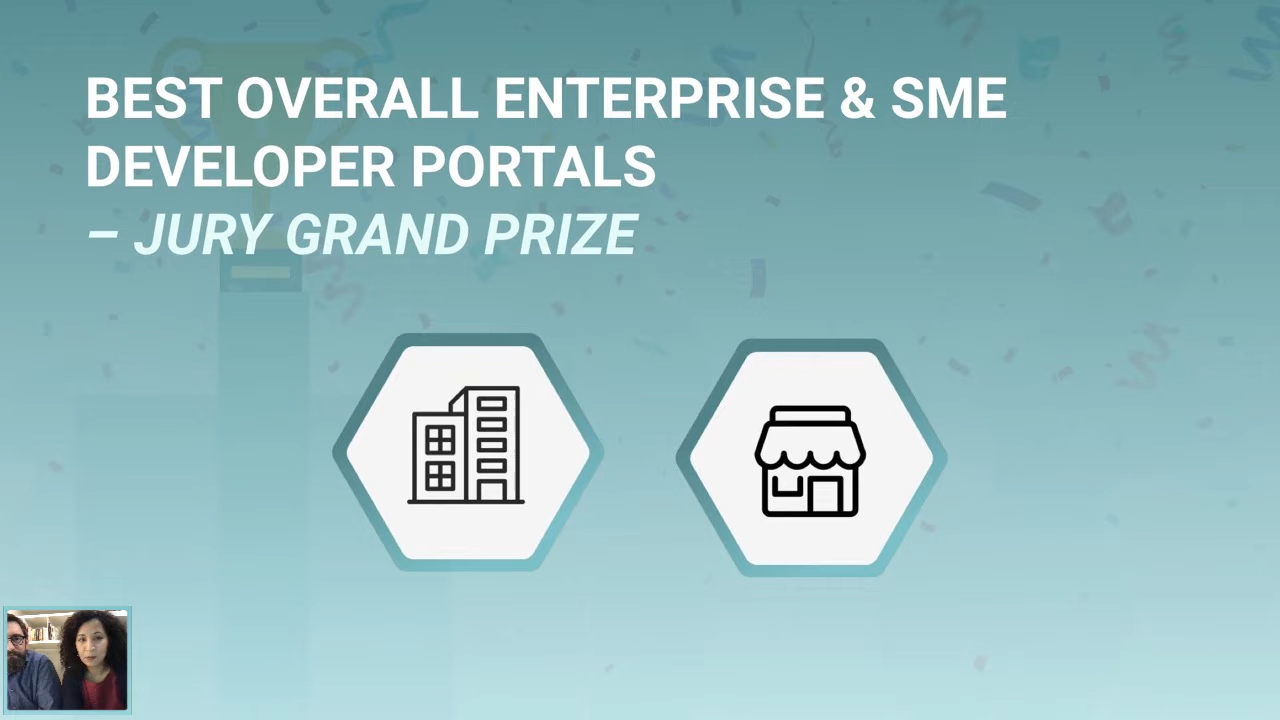 BEST OVERALL ENTERPRISE & SME
DEVELOPER PORTALS
– JURY GRAND PRIZE